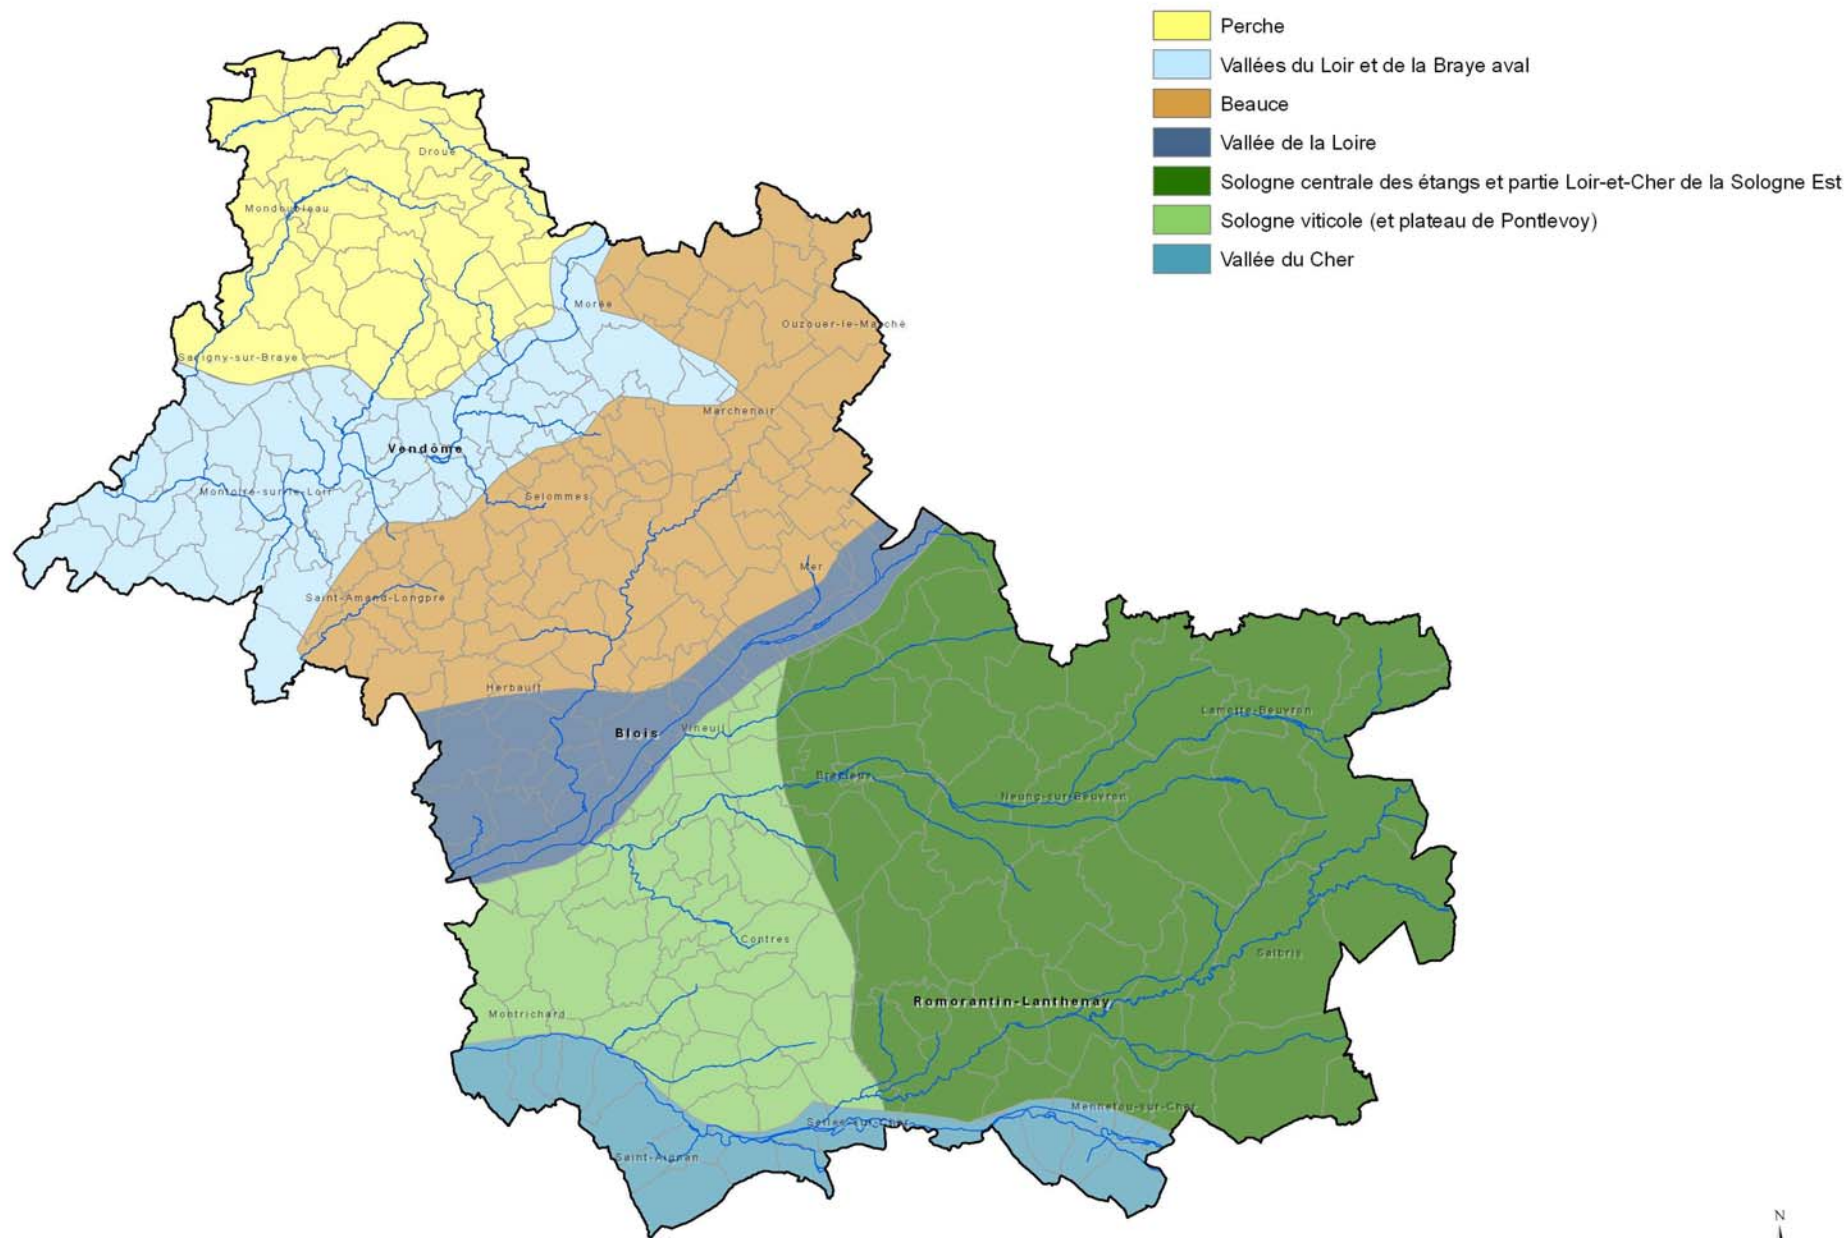 Perche
Vallées du Loir et de la Braye aval
Beauce
Vallée de la Loire
Sologne centrale des étangs et partie Loir-et-Cher de la Sologne Est
Sologne viticole (et plateau de Pontlevoy)
Vallée du Cher
Droué
Mondoubleau
Morée
Ouzouer-le-Marché
Savigny-sur-Braye
Marchenoir
Vendôme
Montoire-sur-le-Loir
Selommes
Mer
Saint-Amand-Longpré
Herbault
Blois
Vineuil
Lamotte-Beuvron
Bracieux
Neung-sur-Beuvron
Contres
Salbris
Romorantin-Lanthenay
Montrichard
Mennetou-sur-Cher
Selles-sur-Cher
Saint-Aignan
N